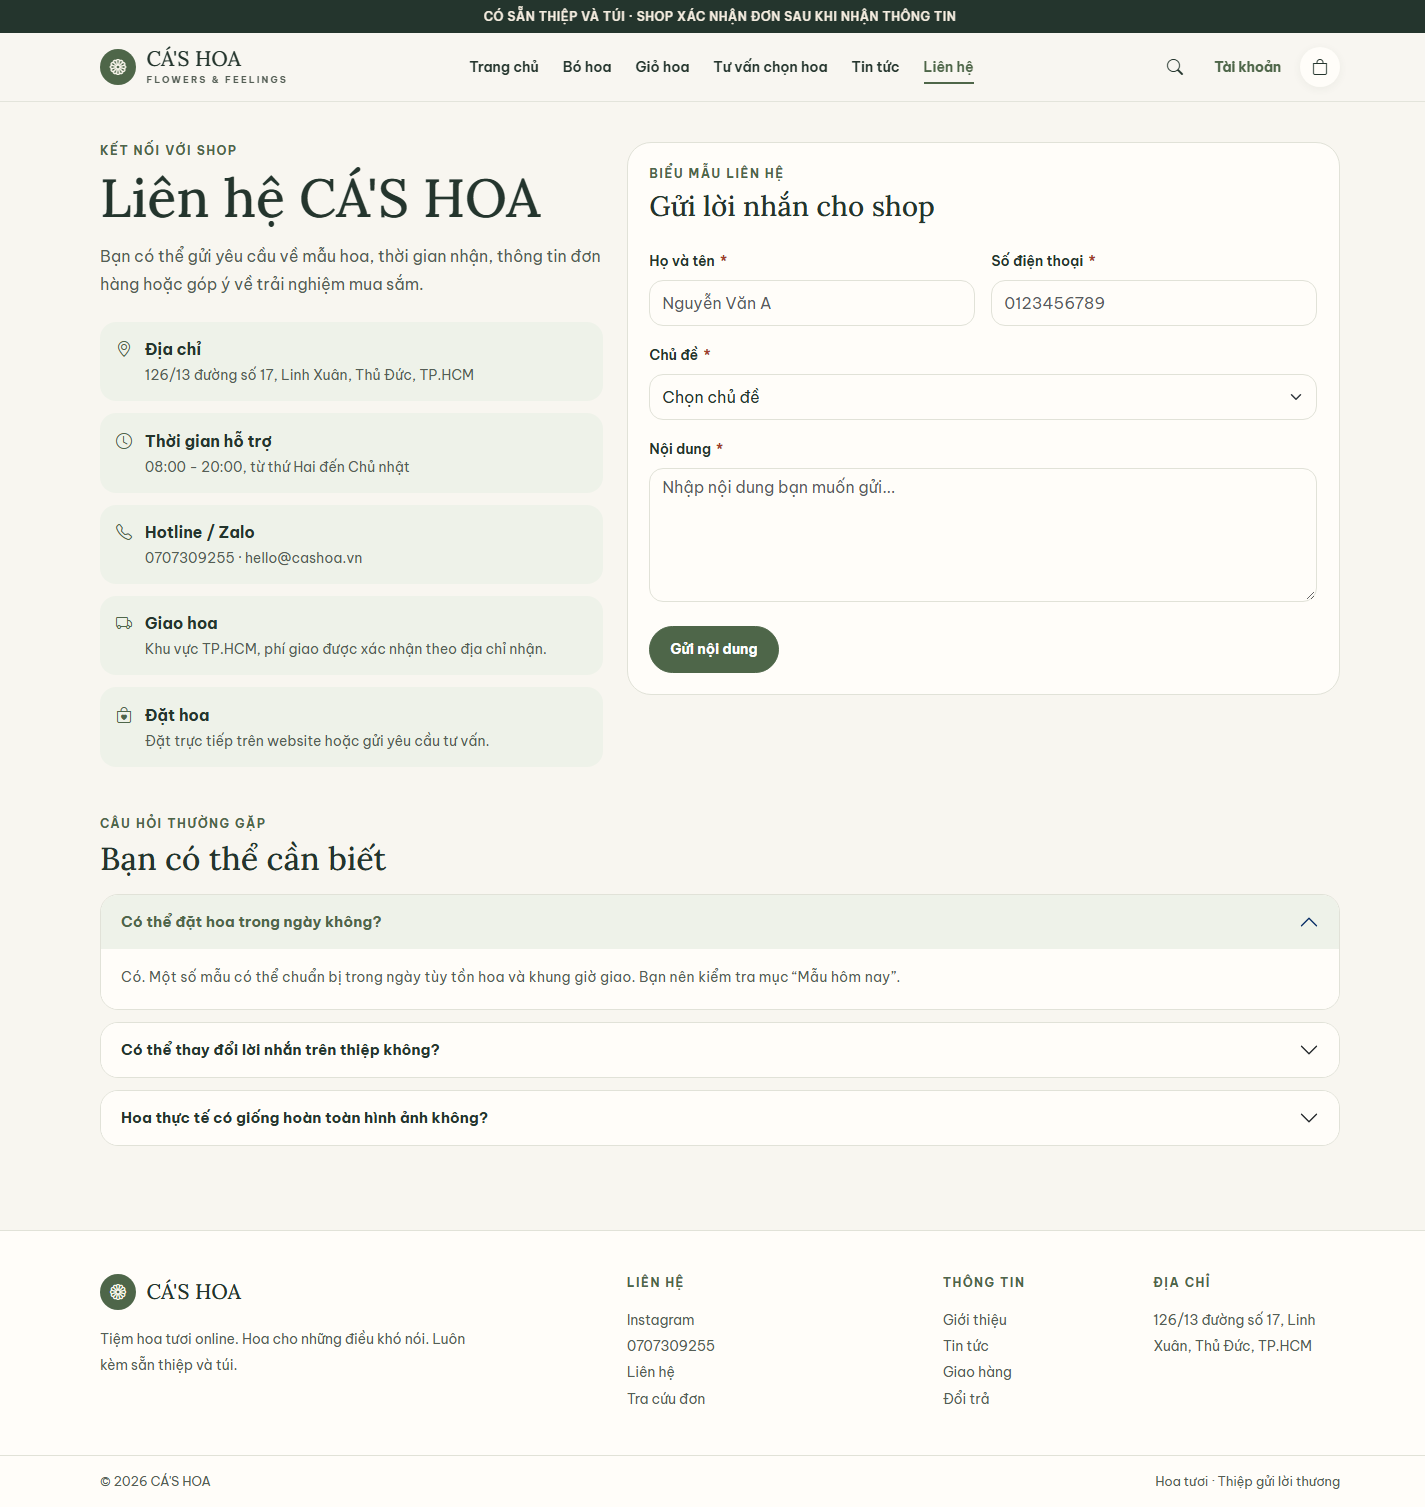 CÓ SẴN THIỆP VÀ TÚI · SHOP XÁC NHẬN ĐƠN SAU KHI NHẬN THÔNG TIN
CÁ'S HOA
FLOWERS & FEELINGS
Trang chủ
Bó hoa
Giỏ hoa
Tư vấn chọn hoa
Tin tức
Liên hệ
Tài khoản
KẾT NỐI VỚI SHOP
Liên hệ CÁ'S HOA
Bạn có thể gửi yêu cầu về mẫu hoa, thời gian nhận, thông tin đơn
hàng hoặc góp ý về trải nghiệm mua sắm.
Địa chỉ
126/13 đường số 17, Linh Xuân, Thủ Đức, TP.HCM
Thời gian hỗ trợ
08:00 - 20:00, từ thứ Hai đến Chủ nhật
Hotline / Zalo
0707309255 · hello@cashoa.vn
Giao hoa
Khu vực TP.HCM, phí giao được xác nhận theo địa chỉ nhận.
Đặt hoa
Đặt trực tiếp trên website hoặc gửi yêu cầu tư vấn.
BIỂU MẪU LIÊN HỆ
Gửi lời nhắn cho shop
Họ và tên *
Số điện thoại *
Nguyễn Văn A
0123456789
Chủ đề *
Chọn chủ đề
Nội dung *
Nhập nội dung bạn muốn gửi...
Gửi nội dung
CÂU HỎI THƯỜNG GẶP
Bạn có thể cần biết
Có thể đặt hoa trong ngày không?
Có. Một số mẫu có thể chuẩn bị trong ngày tùy tồn hoa và khung giờ giao. Bạn nên kiểm tra mục “Mẫu hôm nay”.
Có thể thay đổi lời nhắn trên thiệp không?
Hoa thực tế có giống hoàn toàn hình ảnh không?
CÁ'S HOA
Tiệm hoa tươi online. Hoa cho những điều khó nói. Luôn
kèm sẵn thiệp và túi.
LIÊN HỆ
Instagram
0707309255
Liên hệ
Tra cứu đơn
THÔNG TIN
Giới thiệu
Tin tức
Giao hàng
Đổi trả
ĐỊA CHỈ
126/13 đường số 17, Linh
Xuân, Thủ Đức, TP.HCM
© 2026 CÁ'S HOA
Hoa tươi · Thiệp gửi lời thương